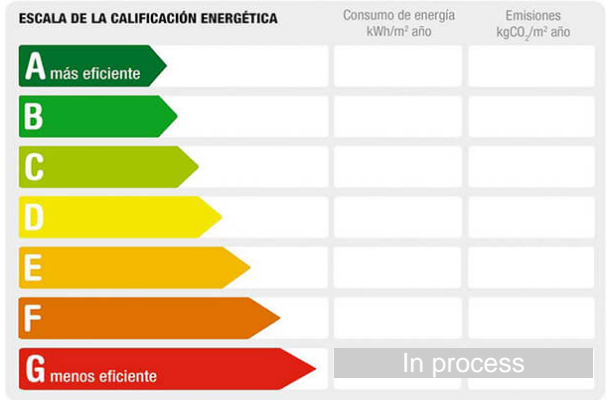 ESCALA DE LA CALIFICACIÓN ENERGÉTICA
Consumo de energía
kWh/m² año
Emisiones
kgCO₂/m² año
A más eficiente
B
C
D
E
F
G menos eficiente
In process